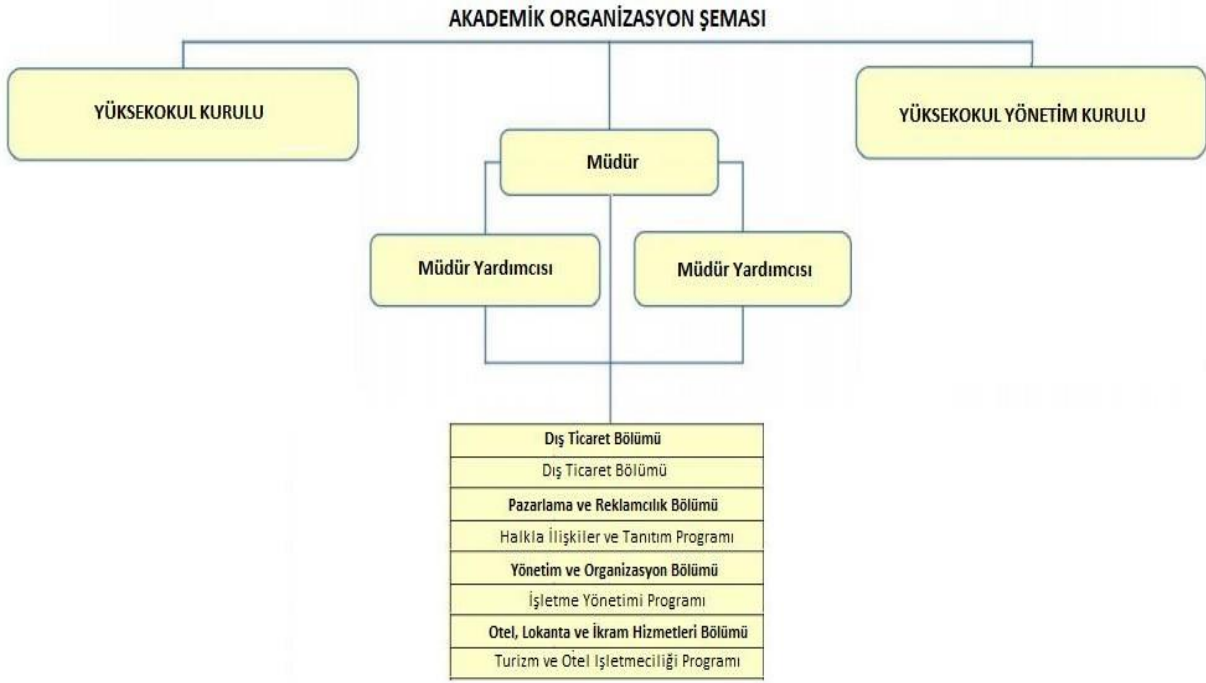 AKADEMİK ORGANİZASYON ŞEMASI
YÜKSEKOKUL KURULU
YÜKSEKOKUL YÖNETİM KURULU
Müdür
Müdür Yardımcısı
Müdür Yardımcısı
Dış Ticaret Bölümü
Dış Ticaret Bölümü
Pazarlama ve Reklamcılık Bölümü
Halkla İlişkiler ve Tanıtım Programı
Yönetim ve Organizasyon Bölümü
İşletme Yönetimi Programı
Otel, Lokanta ve İkram Hizmetleri Bölümü
Turizm ve Otel Işletmeciliği Programı